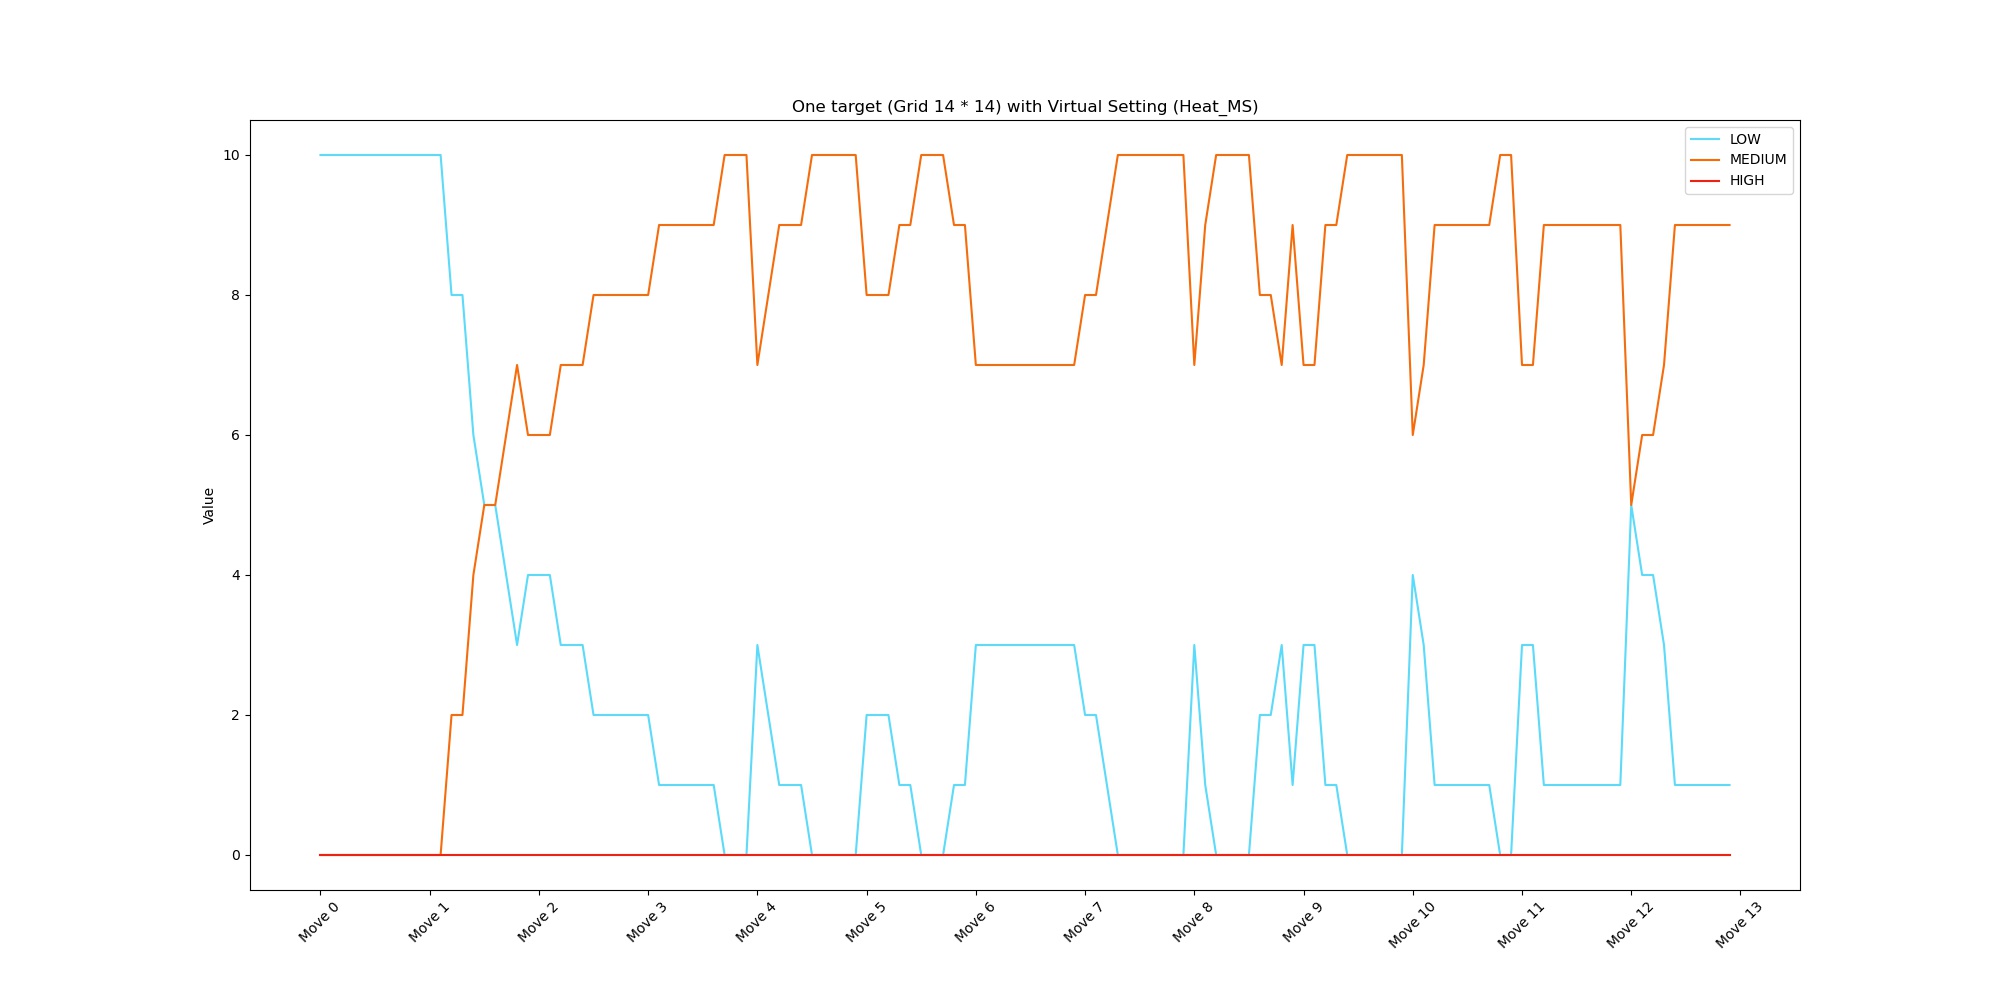 One target (Grid 14 * 14) with Virtual Setting (Heat_MS)
LOW
MEDIUM
HIGH
Value
10
8
6
4
2
0
Move 0
Move 1
Move 2
Move 3
Move 4
Move 5
Move 6
Move 7
Move 8
Move 9
Move 10
Move 11
Move 12
Move 13